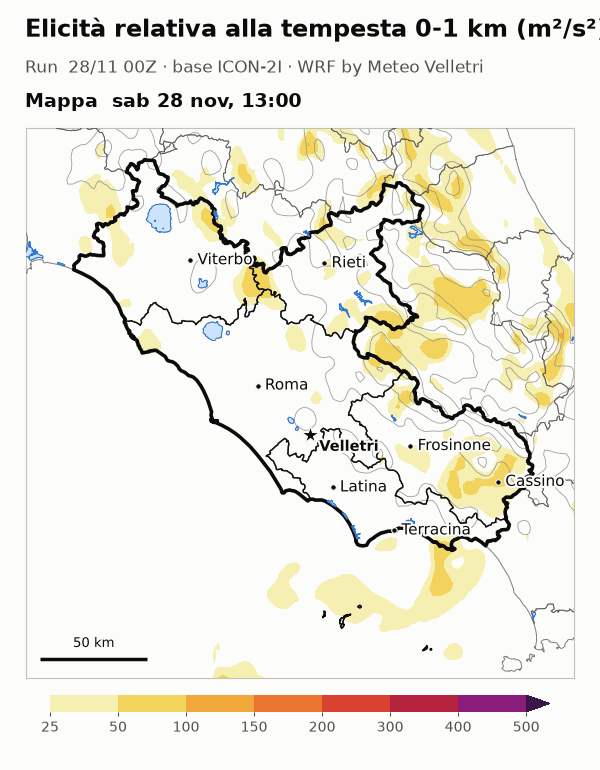 Elicità relativa alla tempesta 0-1 km (m²/s²)
Run 28/11 00Z · base ICON-2I · WRF by Meteo Velletri
Mappa sab 28 nov, 13:00
Viterbo
Rieti
Roma
Velletri
Frosinone
Cassino
Latina
Terracina
50 km
25 50 100 150 200 300 400 500